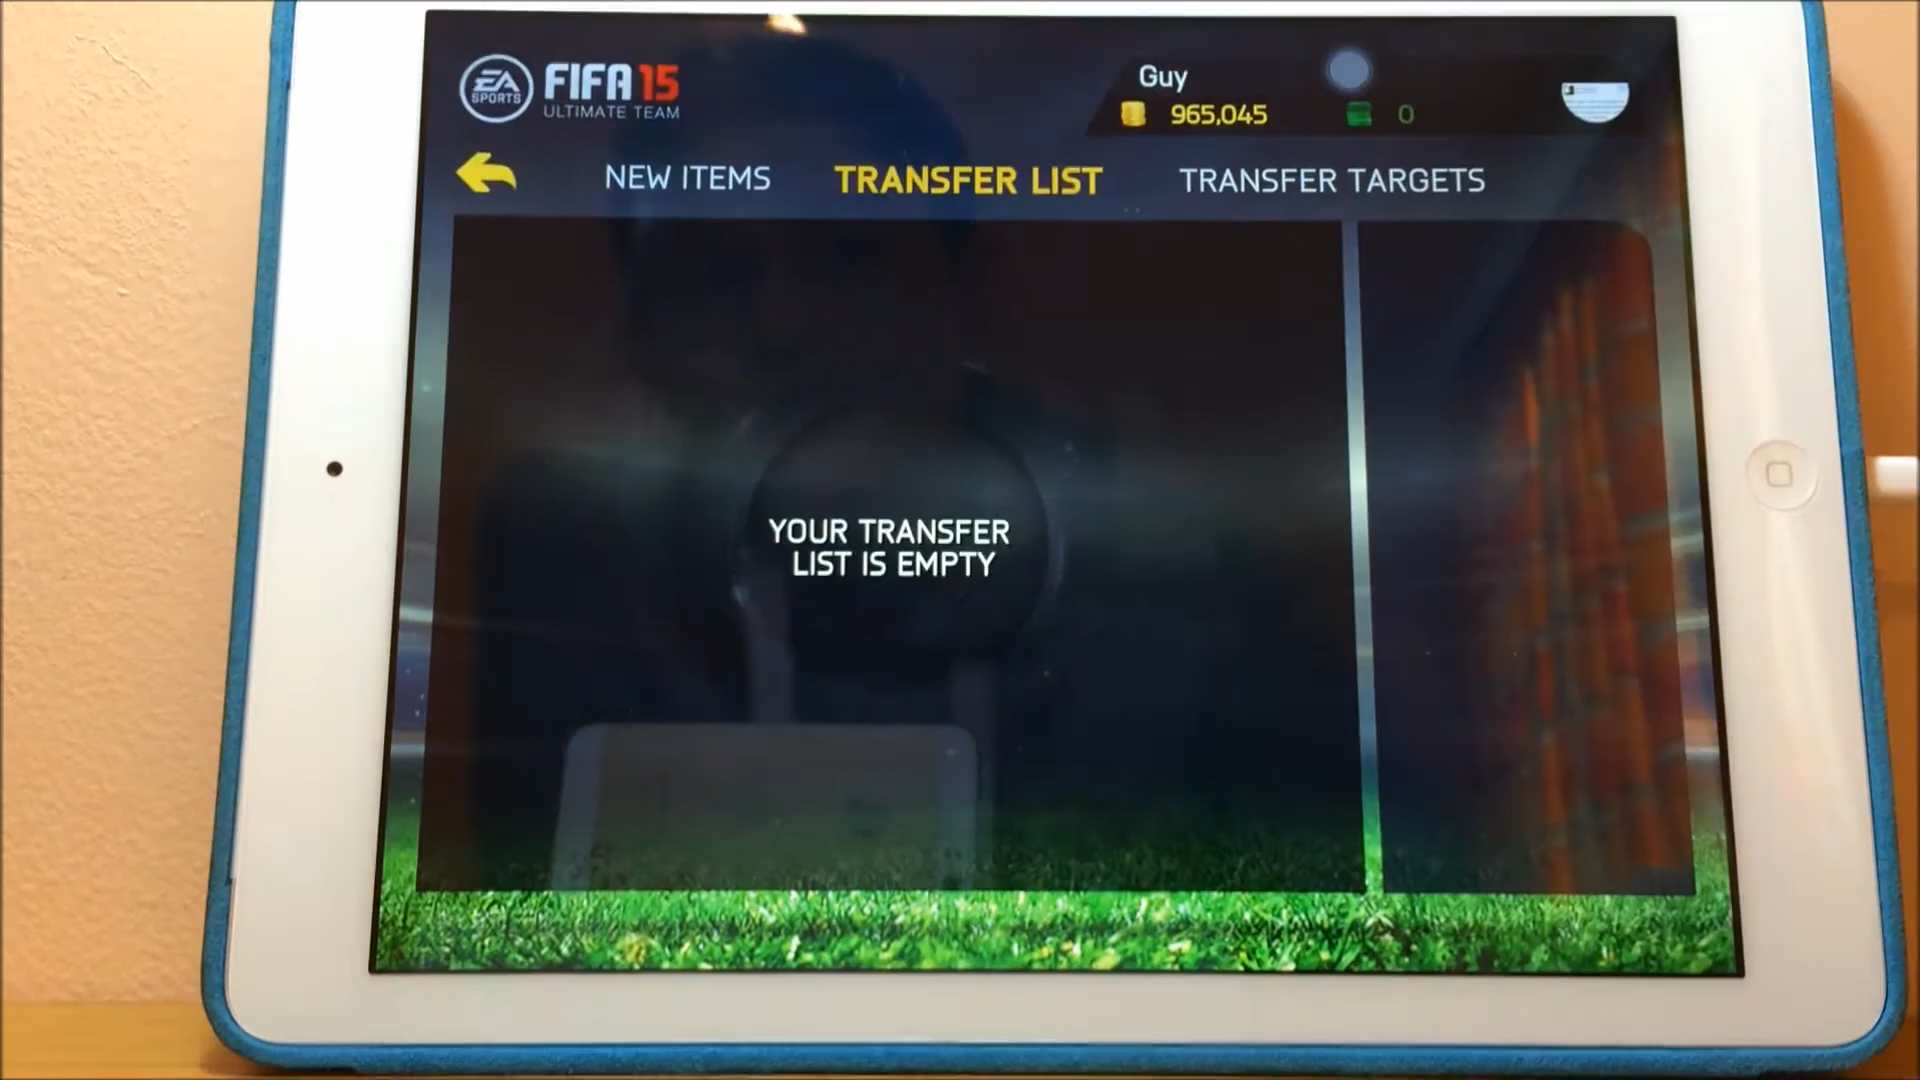 EA
SPORTS
FIFA 15
ULTIMATE TEAM
Guy
965,045
0
NEW ITEMS
TRANSFER LIST
TRANSFER TARGETS
YOUR TRANSFER
LIST IS EMPTY